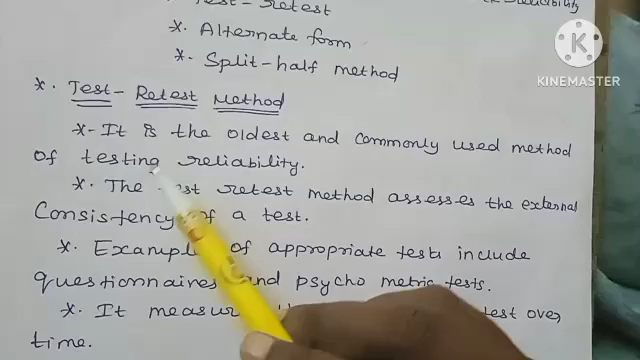 Test - retest
* Alternate form
* Split-half method
KINEMASTER
* Test - Retest Method
*- It is the oldest and commonly used method
of testing reliability.
*. The retest method assesses the external
Consistency of a test.
*. Examples of appropriate tests include
questionnaires and psycho metric tests.
*. It test over
time.